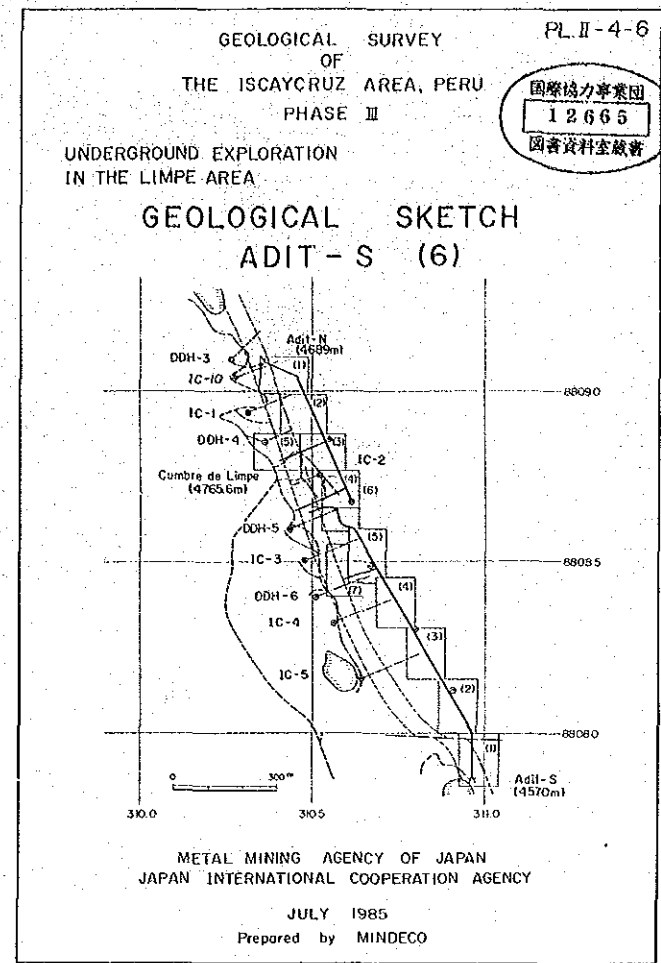 PL.II-4-6
GEOLOGICAL SURVEY
OF
THE ISCAYCRUZ AREA, PERU
PHASE III
国際協力事業団
12665
図書資料室蔵書
UNDERGROUND EXPLORATION
IN THE LIMPE AREA
GEOLOGICAL SKETCH
ADIT-S (6)
Adit-N
(4689m)
DDH-3
(1)
IC-10
8809.0
(2)
IC-1
DDH-4
(5)
(3)
IC-2
Cumbre de Limpe
(4765.6m)
(4)
(6)
DDH-5
(5)
IC-3
8808.5
(7)
(4)
DDH-6
IC-4
(3)
IC-5
(2)
8808.0
(1)
Adit-S
(4570m)
0 300m
310.0 310.5 311.0
METAL MINING AGENCY OF JAPAN
JAPAN INTERNATIONAL COOPERATION AGENCY
JULY 1985
Prepared by MINDECO